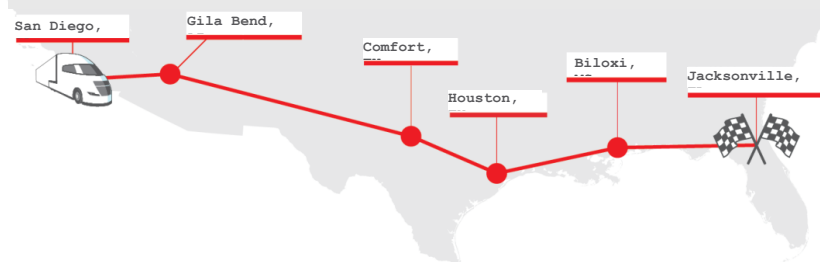 San Diego,
Gila Bend,
Comfort,
Houston,
Biloxi,
Jacksonville,